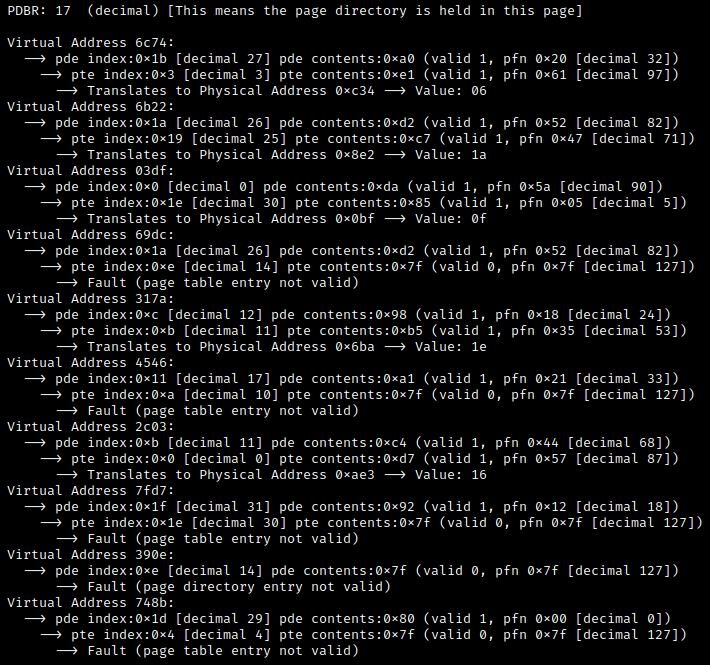 PDBR: 17  (decimal) [This means the page directory is held in this page]

Virtual Address 6c74:
  --> pde index:0x1b [decimal 27] pde contents:0xa0 (valid 1, pfn 0x20 [decimal 32])
    --> pte index:0x3 [decimal 3] pte contents:0xe1 (valid 1, pfn 0x61 [decimal 97])
      --> Translates to Physical Address 0xc34 --> Value: 06
Virtual Address 6b22:
  --> pde index:0x1a [decimal 26] pde contents:0xd2 (valid 1, pfn 0x52 [decimal 82])
    --> pte index:0x19 [decimal 25] pte contents:0xc7 (valid 1, pfn 0x47 [decimal 71])
      --> Translates to Physical Address 0x8e2 --> Value: 1a
Virtual Address 03df:
  --> pde index:0x0 [decimal 0] pde contents:0xda (valid 1, pfn 0x5a [decimal 90])
    --> pte index:0x1e [decimal 30] pte contents:0x85 (valid 1, pfn 0x05 [decimal 5])
      --> Translates to Physical Address 0x0bf --> Value: 0f
Virtual Address 69dc:
  --> pde index:0x1a [decimal 26] pde contents:0xd2 (valid 1, pfn 0x52 [decimal 82])
    --> pte index:0xe [decimal 14] pte contents:0x7f (valid 0, pfn 0x7f [decimal 127])
      --> Fault (page table entry not valid)
Virtual Address 317a:
  --> pde index:0xc [decimal 12] pde contents:0x98 (valid 1, pfn 0x18 [decimal 24])
    --> pte index:0xb [decimal 11] pte contents:0xb5 (valid 1, pfn 0x35 [decimal 53])
      --> Translates to Physical Address 0x6ba --> Value: 1e
Virtual Address 4546:
  --> pde index:0x11 [decimal 17] pde contents:0xa1 (valid 1, pfn 0x21 [decimal 33])
    --> pte index:0xa [decimal 10] pte contents:0x7f (valid 0, pfn 0x7f [decimal 127])
      --> Fault (page table entry not valid)
Virtual Address 2c03:
  --> pde index:0xb [decimal 11] pde contents:0xc4 (valid 1, pfn 0x44 [decimal 68])
    --> pte index:0x0 [decimal 0] pte contents:0xd7 (valid 1, pfn 0x57 [decimal 87])
      --> Translates to Physical Address 0xae3 --> Value: 16
Virtual Address 7fd7:
  --> pde index:0x1f [decimal 31] pde contents:0x92 (valid 1, pfn 0x12 [decimal 18])
    --> pte index:0x1e [decimal 30] pte contents:0x7f (valid 0, pfn 0x7f [decimal 127])
      --> Fault (page table entry not valid)
Virtual Address 390e:
  --> pde index:0xe [decimal 14] pde contents:0x7f (valid 0, pfn 0x7f [decimal 127])
      --> Fault (page directory entry not valid)
Virtual Address 748b:
  --> pde index:0x1d [decimal 29] pde contents:0x80 (valid 1, pfn 0x00 [decimal 0])
    --> pte index:0x4 [decimal 4] pte contents:0x7f (valid 0, pfn 0x7f [decimal 127])
      --> Fault (page table entry not valid)